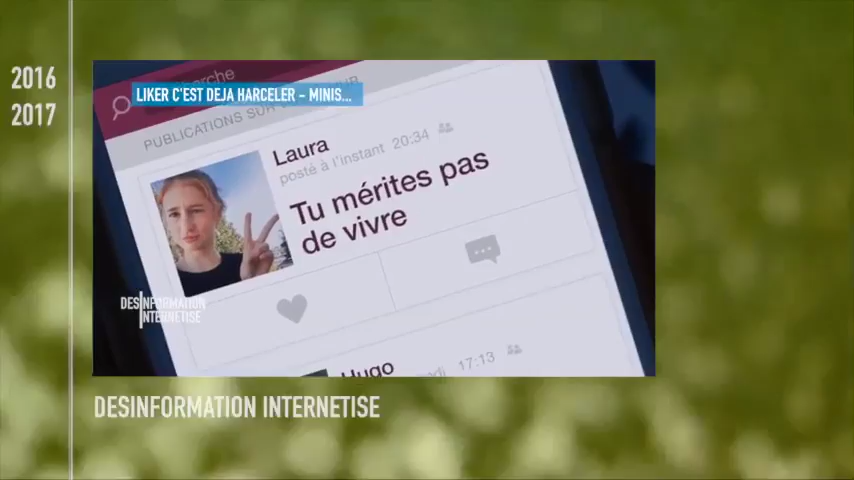 2016
2017
LIKER C'EST DEJA HARCELER - MINIS...
PUBLICATIONS SUR
Laura
posté à l'instant 20:34
Tu mérites pas
de vivre
DESINFORMATION
INTERNETISE
Hugo
17:13
DESINFORMATION INTERNETISE